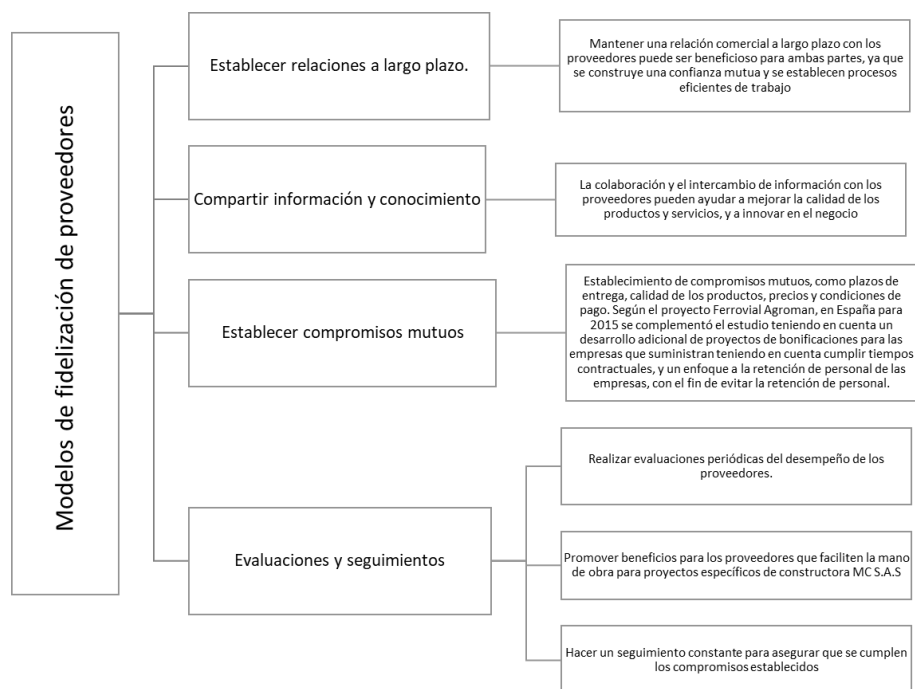 Modelos de fidelización de proveedores
Establecer relaciones a largo plazo.
Mantener una relación comercial a largo plazo con los
proveedores puede ser beneficioso para ambas partes, ya que
se construye una confianza mutua y se establecen procesos
eficientes de trabajo
Compartir información y conocimiento
La colaboración y el intercambio de información con los
proveedores pueden ayudar a mejorar la calidad de los
productos y servicios, y a innovar en el negocio
Establecer compromisos mutuos
Establecimiento de compromisos mutuos, como plazos de
entrega, calidad de los productos, precios y condiciones de
pago. Según el proyecto Ferrovial Agroman, en España para
2015 se complementó el estudio teniendo en cuenta un
desarrollo adicional de proyectos de bonificaciones para las
empresas que suministran teniendo en cuenta cumplir tiempos
contractuales, y un enfoque a la retención de personal de las
empresas, con el fin de evitar la retención de personal.
Evaluaciones y seguimientos
Realizar evaluaciones periódicas del desempeño de los
proveedores.
Promover beneficios para los proveedores que faciliten la mano
de obra para proyectos específicos de constructora MC S.A.S
Hacer un seguimiento constante para asegurar que se cumplen
los compromisos establecidos